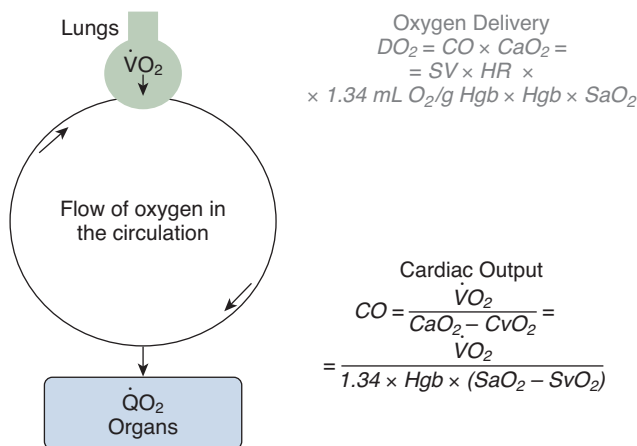 Lungs
V̇O₂
Flow of oxygen in
the circulation
Q̇O₂
Organs
Oxygen Delivery
DO₂ = CO × CaO₂ =
= SV × HR ×
× 1.34 mL O₂/g Hgb × Hgb × SaO₂
Cardiac Output
CO = V̇O₂ / CaO₂ – CvO₂ =
= V̇O₂ / 1.34 × Hgb × (SaO₂ – SvO₂)